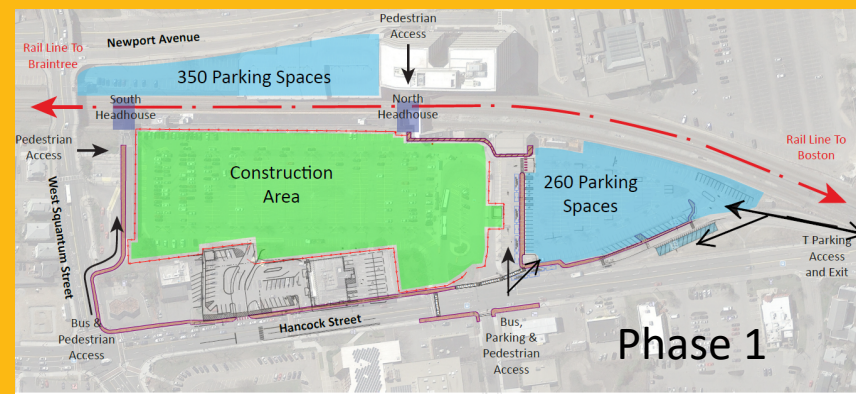 Newport Avenue
Pedestrian
Access
Rail Line To
Braintree
350 Parking Spaces
South
Headhouse
North
Headhouse
Pedestrian
Access
Rail Line To
Boston
Construction
Area
260 Parking
Spaces
West Squantum Street
T Parking
Access
and Exit
Bus &
Pedestrian
Access
Hancock Street
Bus,
Parking &
Pedestrian
Access
Phase 1